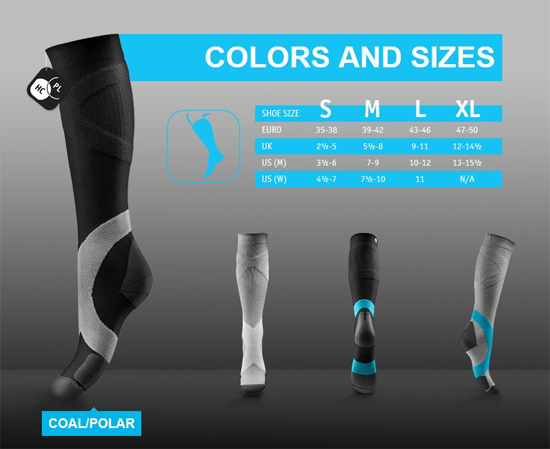 COLORS AND SIZES
HC PL
SHOE SIZE S M L XL
EURO 35-38 39-42 43-46 47-50
UK 2½-5 5½-8 9-11 12-14½
US (M) 3½-6 7-9 10-12 13-15½
US (W) 4½-7 7½-10 11 N/A
COAL/POLAR